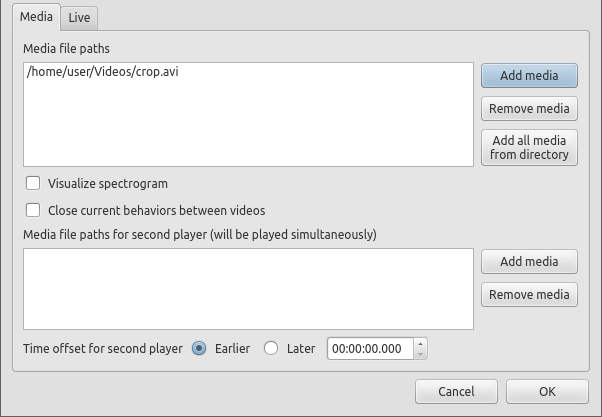 Media Live
Media file paths
/home/user/Videos/crop.avi
Add media
Remove media
Add all media
from directory
Visualize spectrogram
Close current behaviors between videos
Media file paths for second player (will be played simultaneously)
Add media
Remove media
Time offset for second player Earlier Later 00:00:00.000
Cancel OK